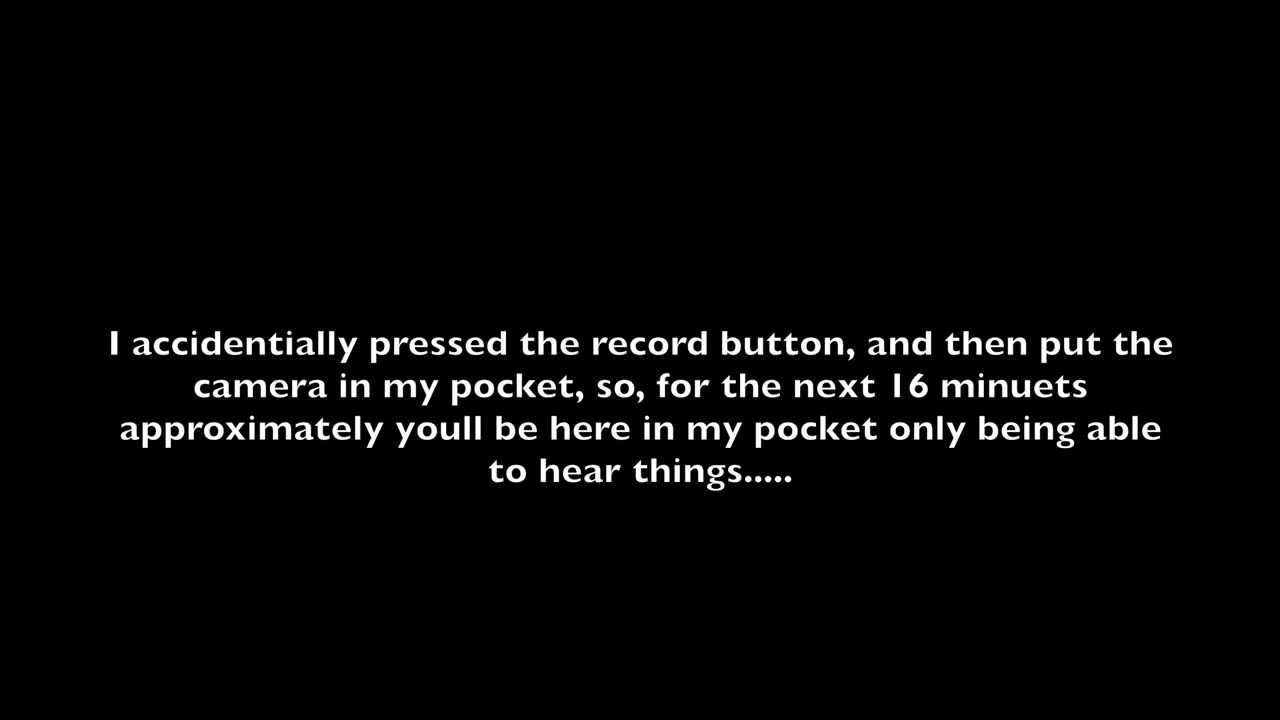 I accidentially pressed the record button, and then put the
camera in my pocket, so, for the next 16 minuets
approximately youll be here in my pocket only being able
to hear things.....